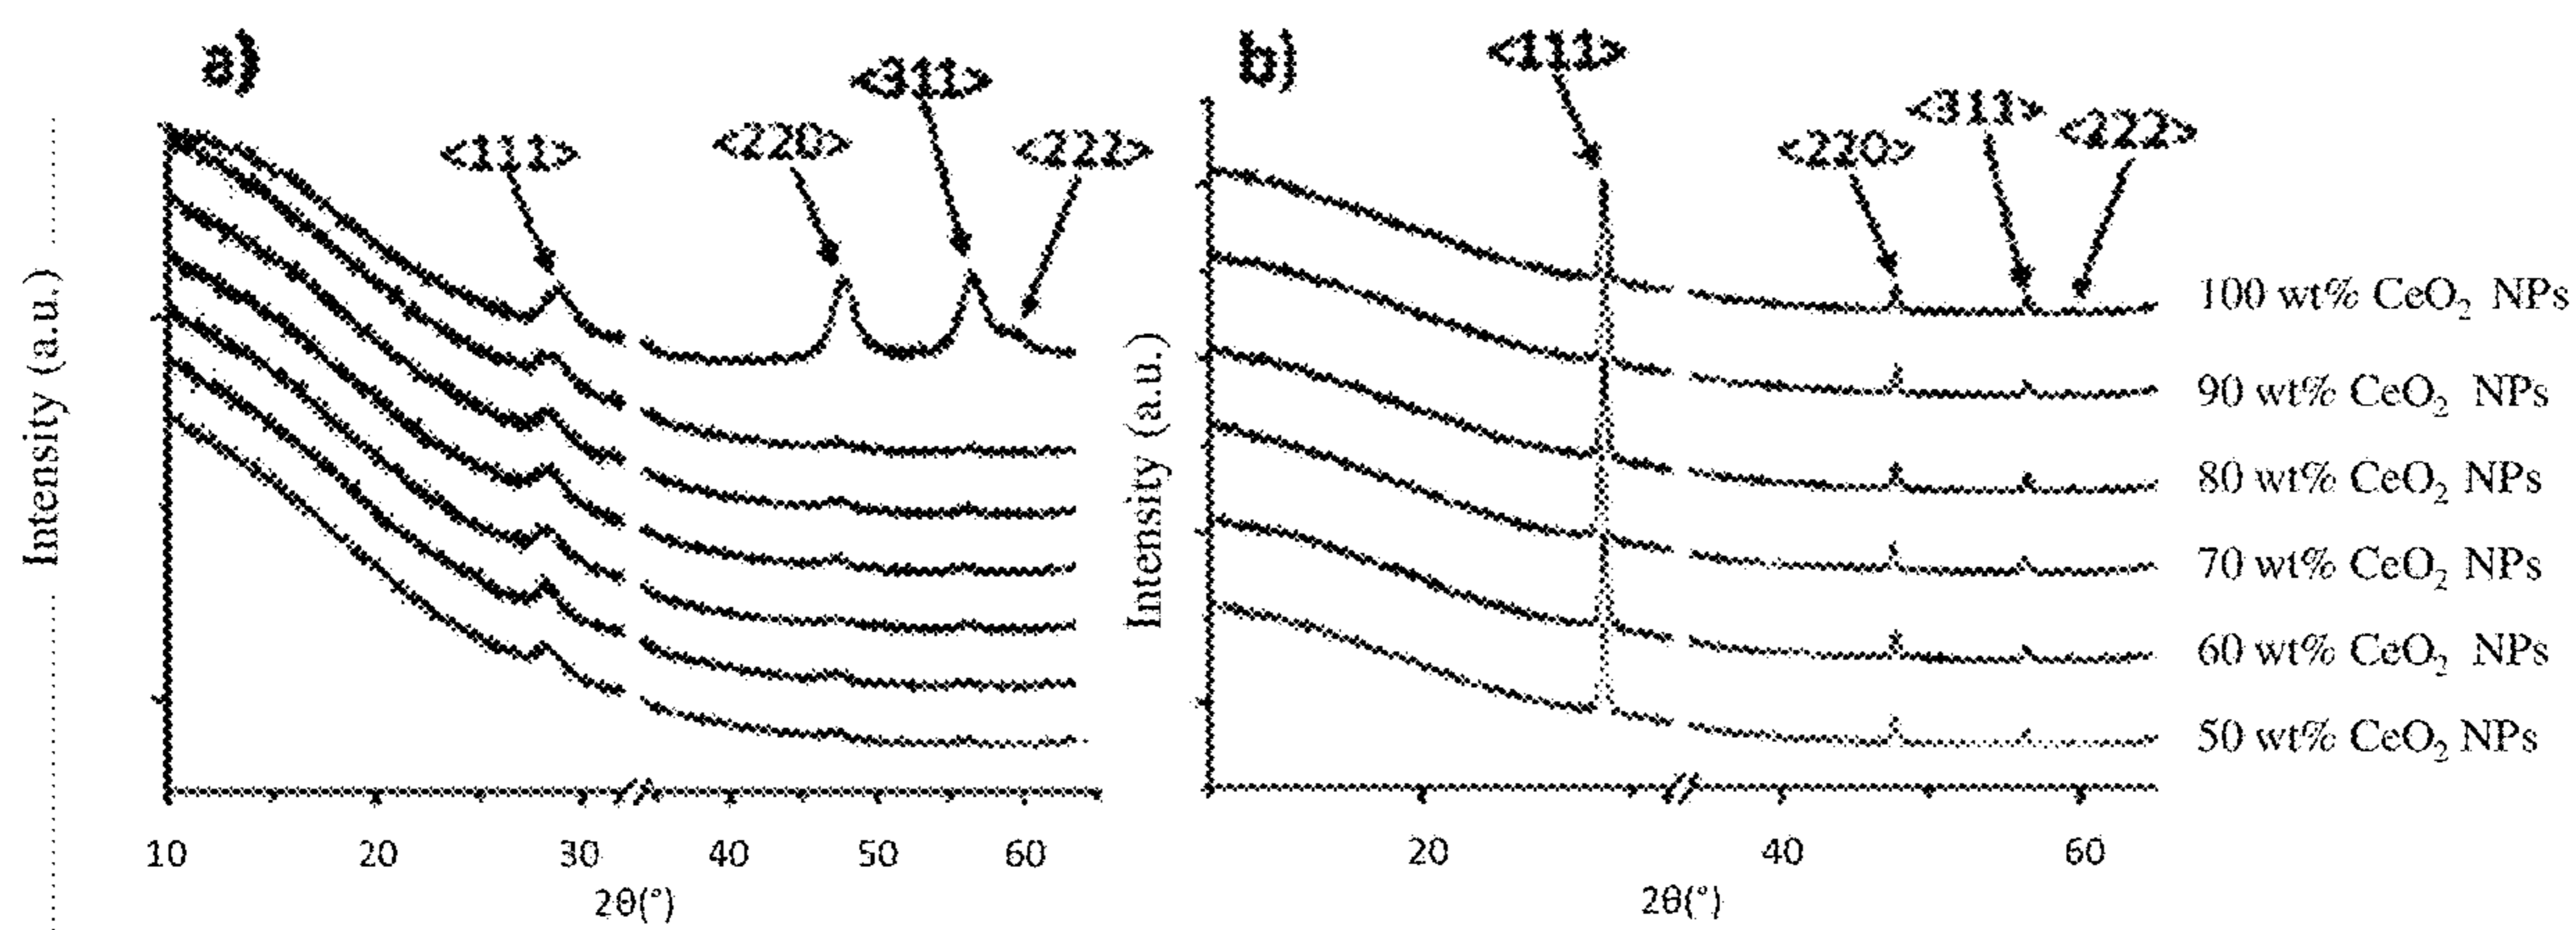 a)
<111>
<220>
<311>
<222>
Intensity (a.u.)
10 20 30 40 50 60
2θ(°)
b)
<111>
<220>
<311>
<222>
Intensity (a.u.)
20 40 60
2θ(°)
100 wt% CeO₂ NPs
90 wt% CeO₂ NPs
80 wt% CeO₂ NPs
70 wt% CeO₂ NPs
60 wt% CeO₂ NPs
50 wt% CeO₂ NPs